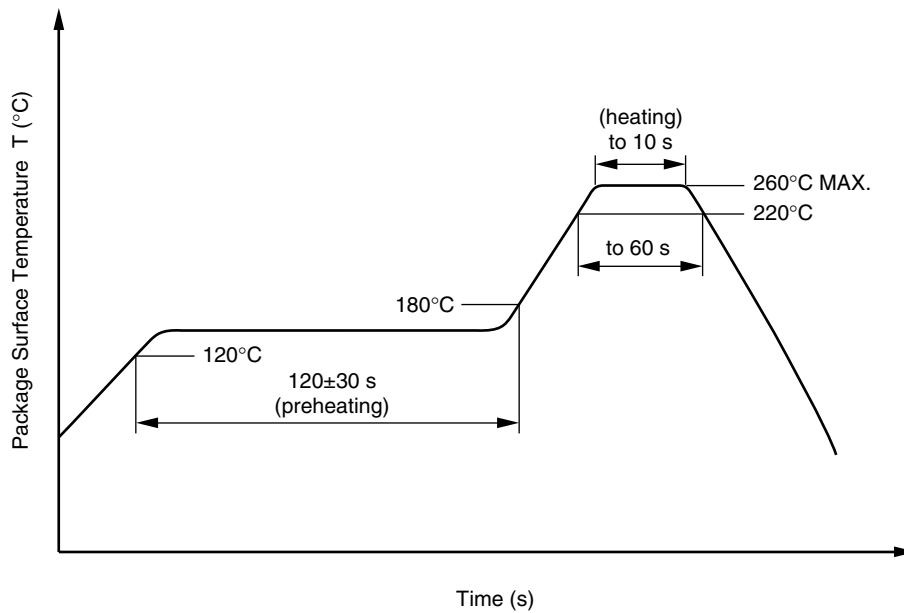 Package Surface Temperature T (°C)
(heating)
to 10 s
260°C MAX.
220°C
to 60 s
180°C
120°C
120±30 s
(preheating)
Time (s)